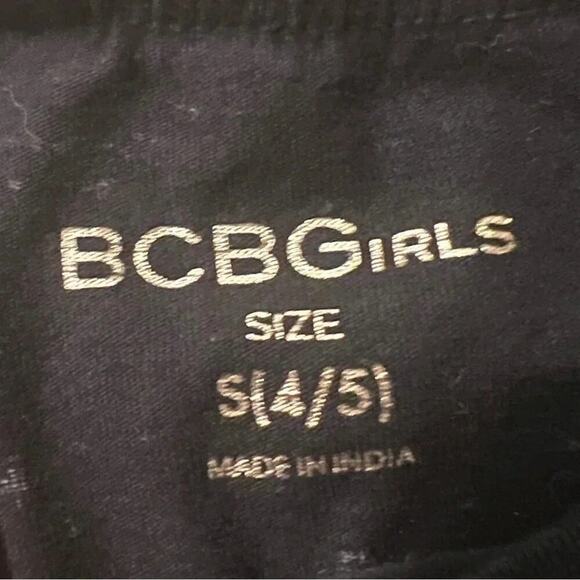 BCBGIRLS
SIZE
S(4/5)
MADE IN INDIA